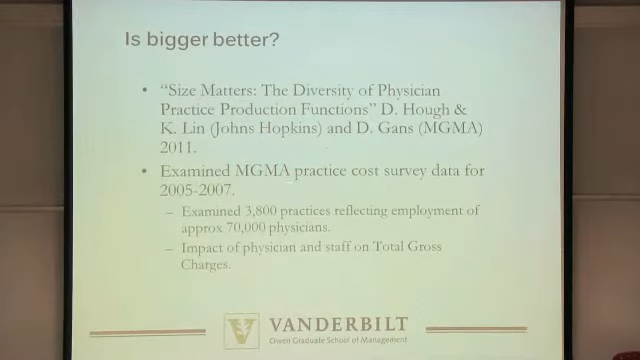 Is bigger better?
• "Size Matters: The Diversity of Physician
Practice Production Functions" D. Hough &
K. Lin (Johns Hopkins) and D. Gans (MGMA)
2011.
• Examined MGMA practice cost survey data for
2005-2007.
– Examined 3,800 practices reflecting employment of
approx 70,000 physicians.
– Impact of physician and staff on Total Gross
Charges.
V VANDERBILT
Owen Graduate School of Management